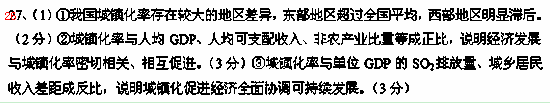 27、（1）①我国城镇化率存在较大的地区差异，东部地区超过全国平均，西部地区明显滞后。
（2分）②城镇化率与人均 GDP、人均可支配收入、非农产业比重等成正比，说明经济发展
与城镇化率密切相关、相互促进。（3分）③城镇化率与单位 GDP 的 SO₂排放量、城乡居民
收入差距成反比，说明城镇化促进经济全面协调可持续发展。（3分）